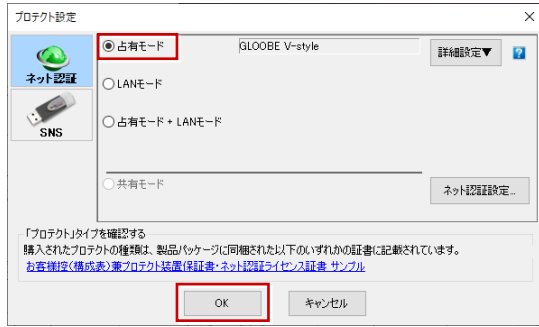 プロテクト設定
ネット認証
SNS
占有モード
GLOOBE V-style
詳細設定▼
LANモード
占有モード + LANモード
共有モード
ネット認証設定...
「プロテクト」タイプを確認する
購入されたプロテクトの種類は、製品パッケージに同梱された以下のいずれかの証書に記載されています。
お客様控(構成表)兼プロテクト装置保証書・ネット認証ライセンス証書 サンプル
OK
キャンセル